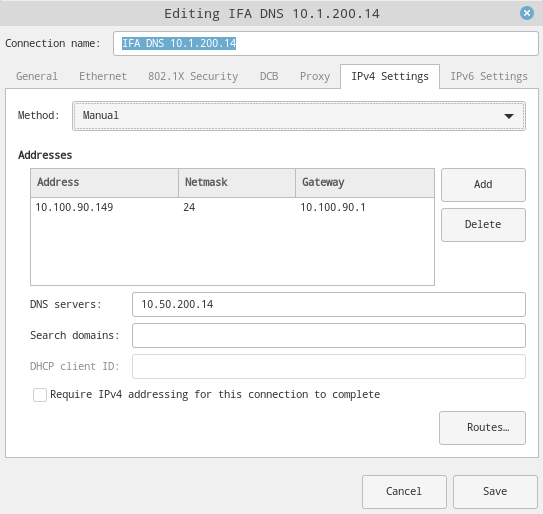 Editing IFA DNS 10.1.200.14
Connection name: IFA DNS 10.1.200.14
General Ethernet 802.1X Security DCB Proxy IPv4 Settings IPv6 Settings
Method: Manual
Addresses
Address Netmask Gateway
10.100.90.149 24 10.100.90.1
Add
Delete
DNS servers: 10.50.200.14
Search domains:
DHCP client ID:
Require IPv4 addressing for this connection to complete
Routes…
Cancel Save